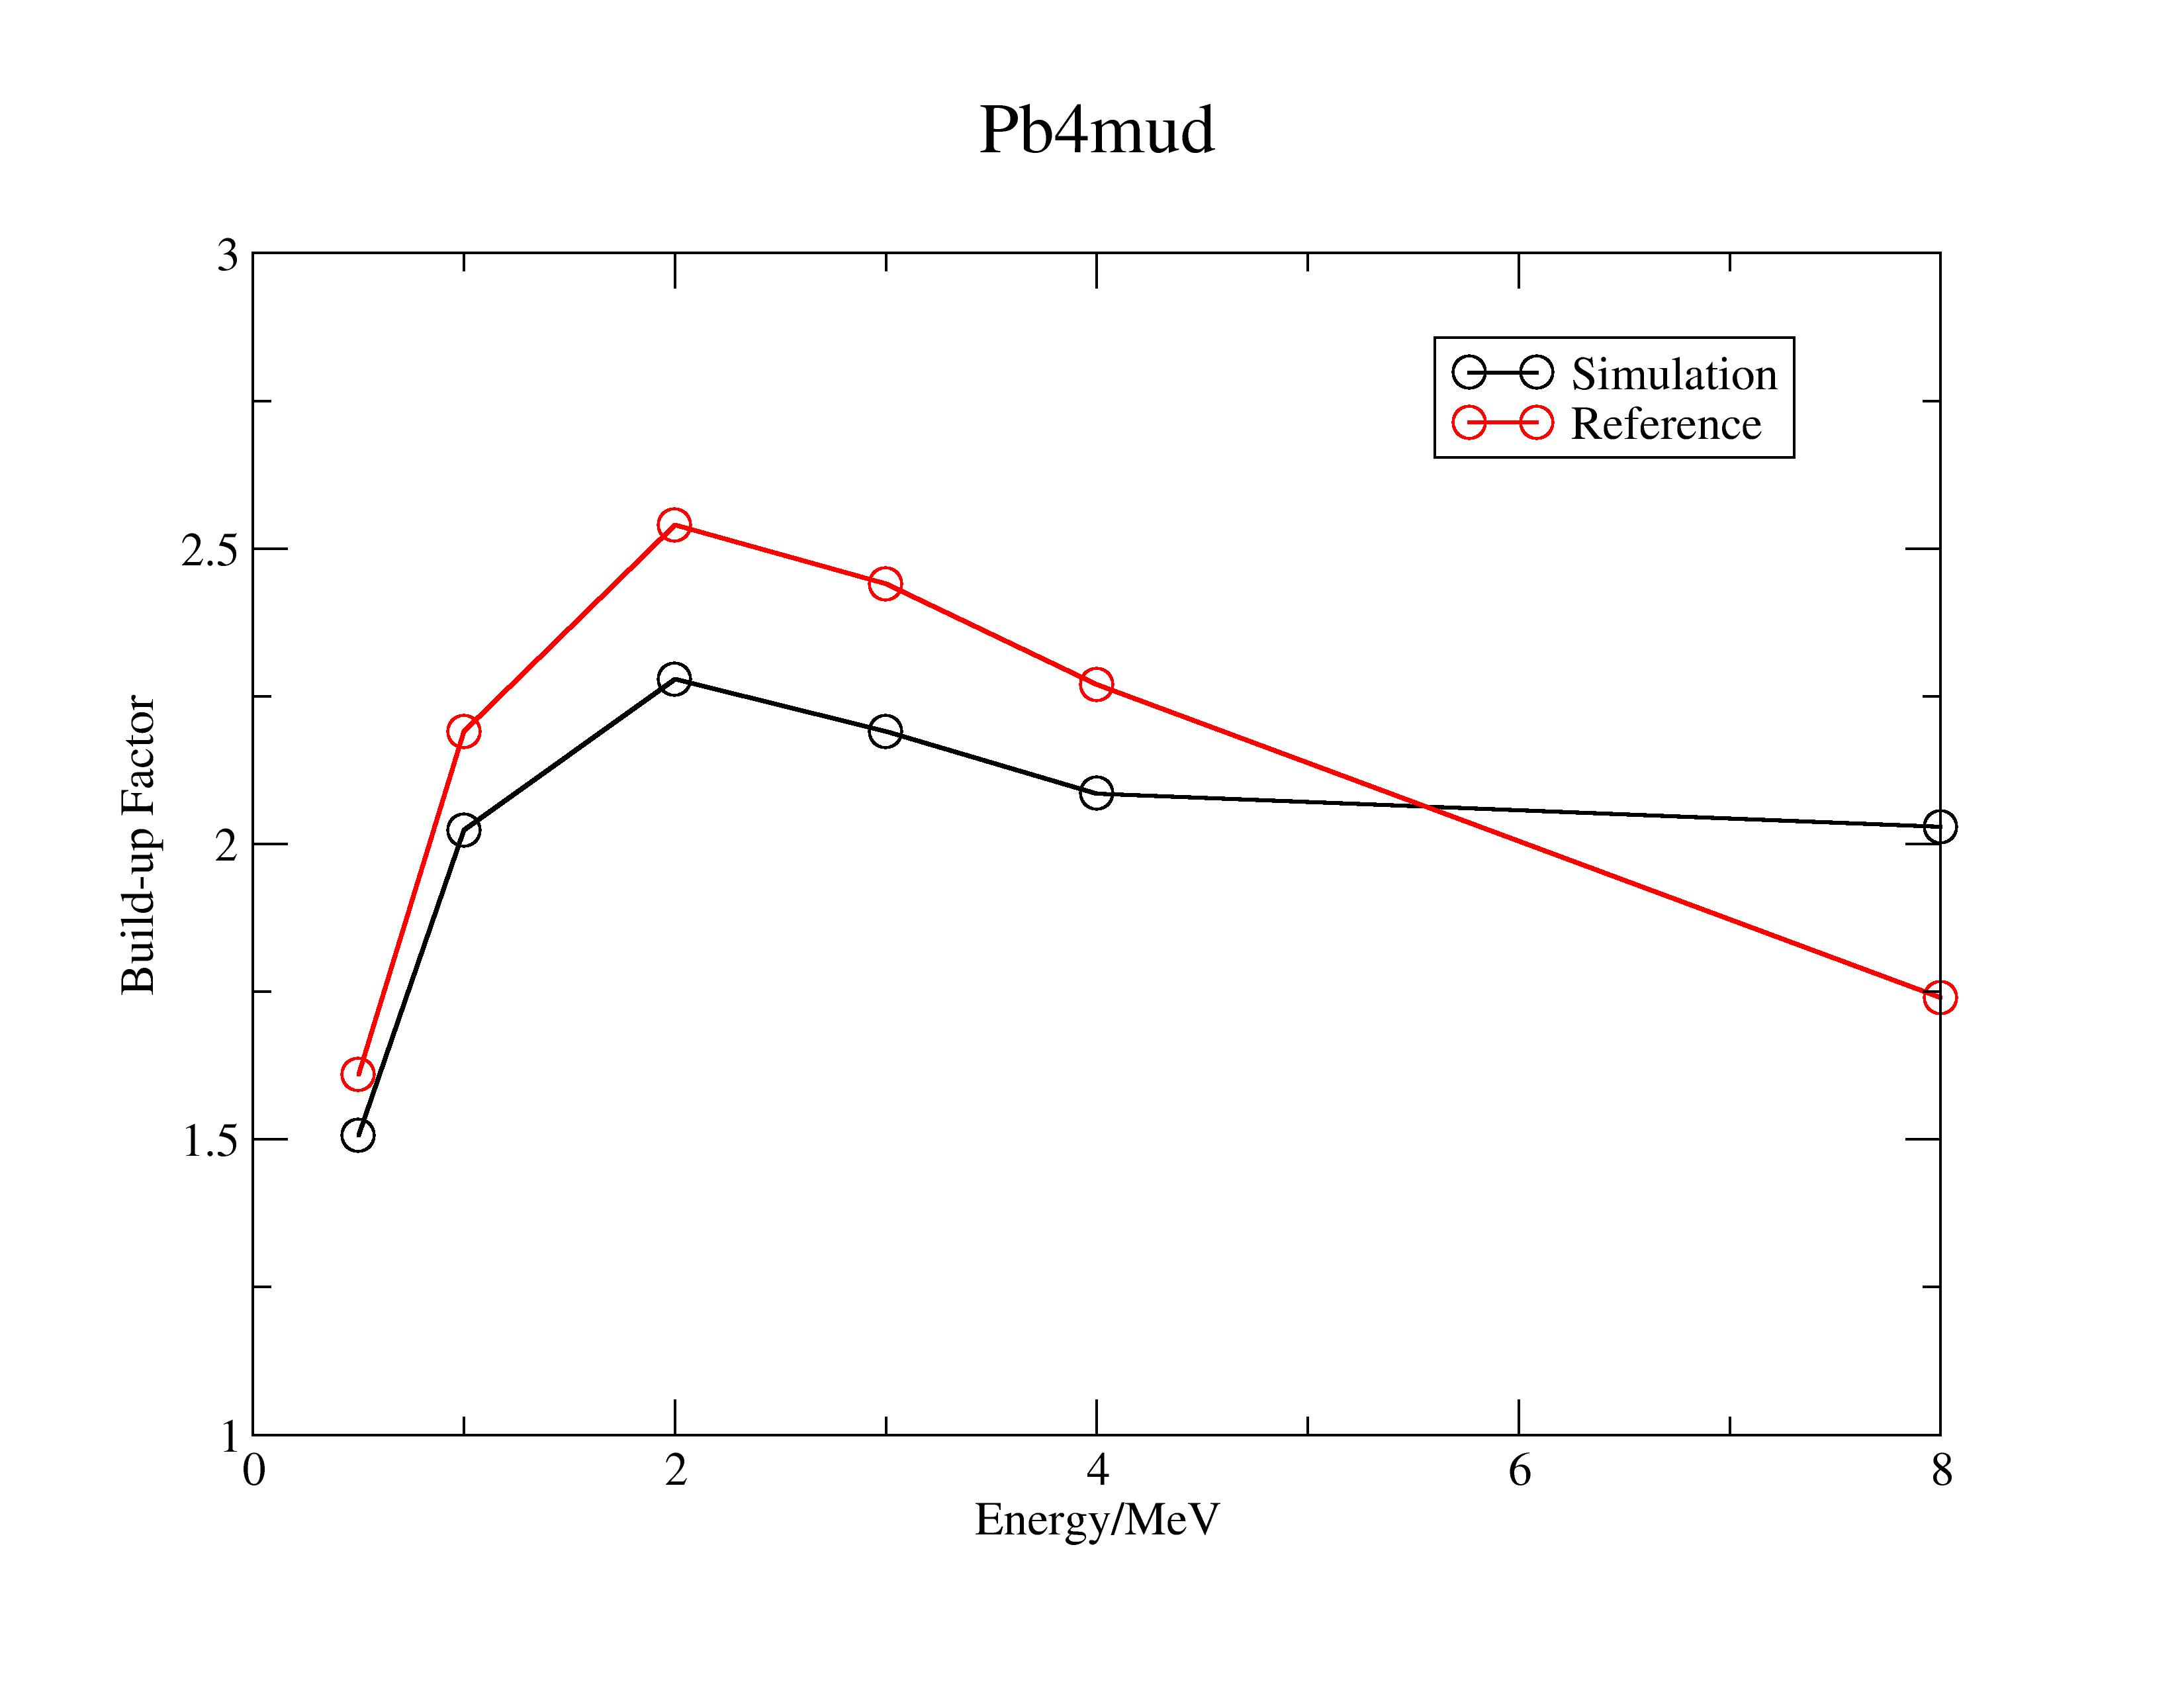 Pb4mud
3
2.5
2
1.5
1
0
2
4
6
8
Build-up Factor
Energy/MeV
Simulation
Reference